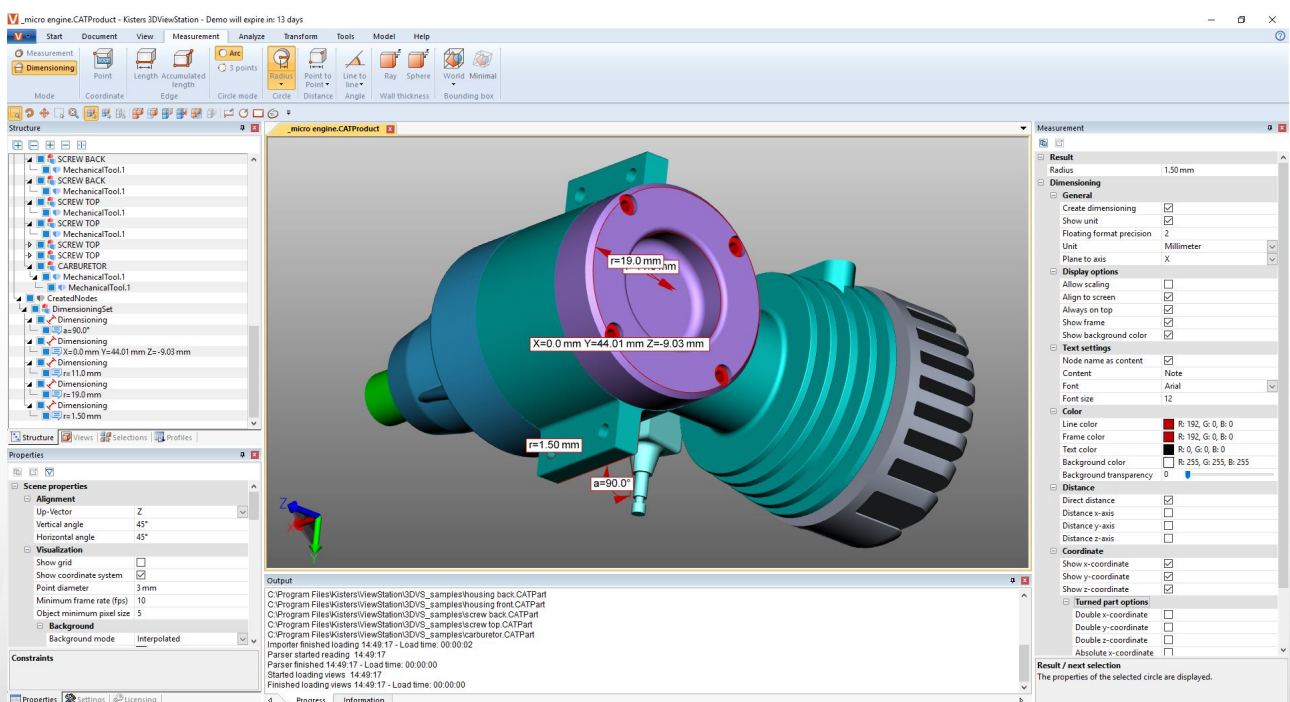 _micro engine.CATProduct - Kisters 3DViewStation - Demo will expire in: 13 days
Start Document View Measurement Analyze Transform Tools Model Help
Measurement
Dimensioning
Mode
Point
Coordinate
Length Accumulated length
Edge
Arc
3 points
Circle mode
Radius
Circle
Point to Point
Distance
Line to line
Angle
Ray Sphere
Wall thickness
World Minimal
Bounding box
Structure
SCREW BACK
MechanicalTool.1
SCREW BACK
MechanicalTool.1
SCREW TOP
MechanicalTool.1
SCREW TOP
MechanicalTool.1
SCREW TOP
SCREW TOP
CARBURETOR
MechanicalTool.1
MechanicalTool.1
CreatedNodes
DimensioningSet
Dimensioning
a=90.0°
Dimensioning
X=0.0 mm Y=44.01 mm Z=-9.03 mm
Dimensioning
r=11.0 mm
Dimensioning
r=19.0 mm
Dimensioning
r=1.50 mm
Structure Views Selections Profiles
Properties
Scene properties
Alignment
Up-Vector Z
Vertical angle 45°
Horizontal angle 45°
Visualization
Show grid
Show coordinate system
Point diameter 3 mm
Minimum frame rate (fps) 10
Object minimum pixel size 5
Background
Background mode Interpolated
Constraints
Properties Settings Licensing
_micro engine.CATProduct
r=19.0 mm
X=0.0 mm Y=44.01 mm Z=-9.03 mm
r=1.50 mm
a=90.0°
Z
X
Y
Output
C:\Program Files\Kisters\ViewStation\3DVS_samples\housing back.CATPart
C:\Program Files\Kisters\ViewStation\3DVS_samples\housing front.CATPart
C:\Program Files\Kisters\ViewStation\3DVS_samples\screw back.CATPart
C:\Program Files\Kisters\ViewStation\3DVS_samples\screw top.CATPart
C:\Program Files\Kisters\ViewStation\3DVS_samples\carburetor.CATPart
Importer finished loading 14:49:17 - Load time: 00:00:02
Parser started reading 14:49:17
Parser finished 14:49:17 - Load time: 00:00:00
Started loading views 14:49:17
Finished loading views 14:49:17 - Load time: 00:00:00
Progress Information
Measurement
Result
Radius 1.50 mm
Dimensioning
General
Create dimensioning
Show unit
Floating format precision 2
Unit Millimeter
Plane to axis X
Display options
Allow scaling
Align to screen
Always on top
Show frame
Show background color
Text settings
Node name as content
Content Note
Font Arial
Font size 12
Color
Line color R: 192, G: 0, B: 0
Frame color R: 192, G: 0, B: 0
Text color R: 0, G: 0, B: 0
Background color R: 255, G: 255, B: 255
Background transparency 0
Distance
Direct distance
Distance x-axis
Distance y-axis
Distance z-axis
Coordinate
Show x-coordinate
Show y-coordinate
Show z-coordinate
Turned part options
Double x-coordinate
Double y-coordinate
Double z-coordinate
Absolute x-coordinate
Result / next selection
The properties of the selected circle are displayed.